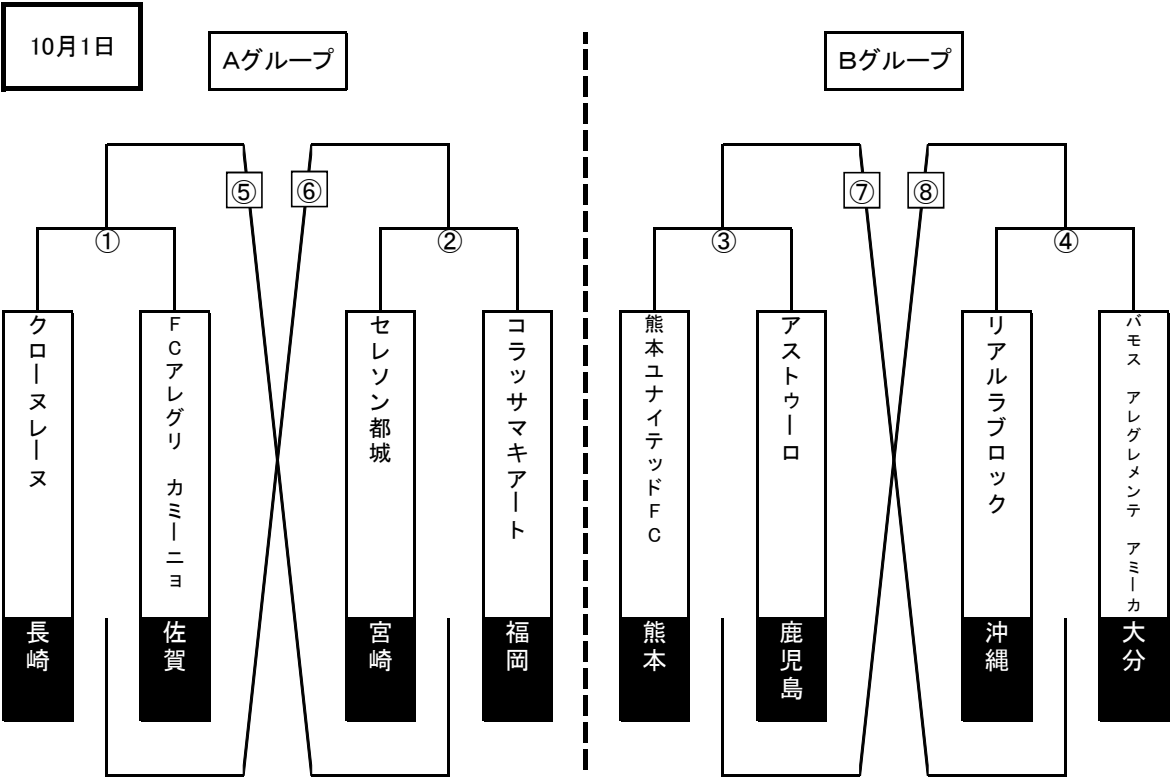 10月1日
Aグループ
Bグループ
⑤
⑥
⑦
⑧
①
②
③
④
クローヌレーヌ
FCアレグリ カミーニョ
セレソン都城
コラッサマキアート
熊本ユナイテッドFC
アストゥーロ
リアルラブロック
バモス アレグレメンテ アミーカ
長崎
佐賀
宮崎
福岡
熊本
鹿児島
沖縄
大分